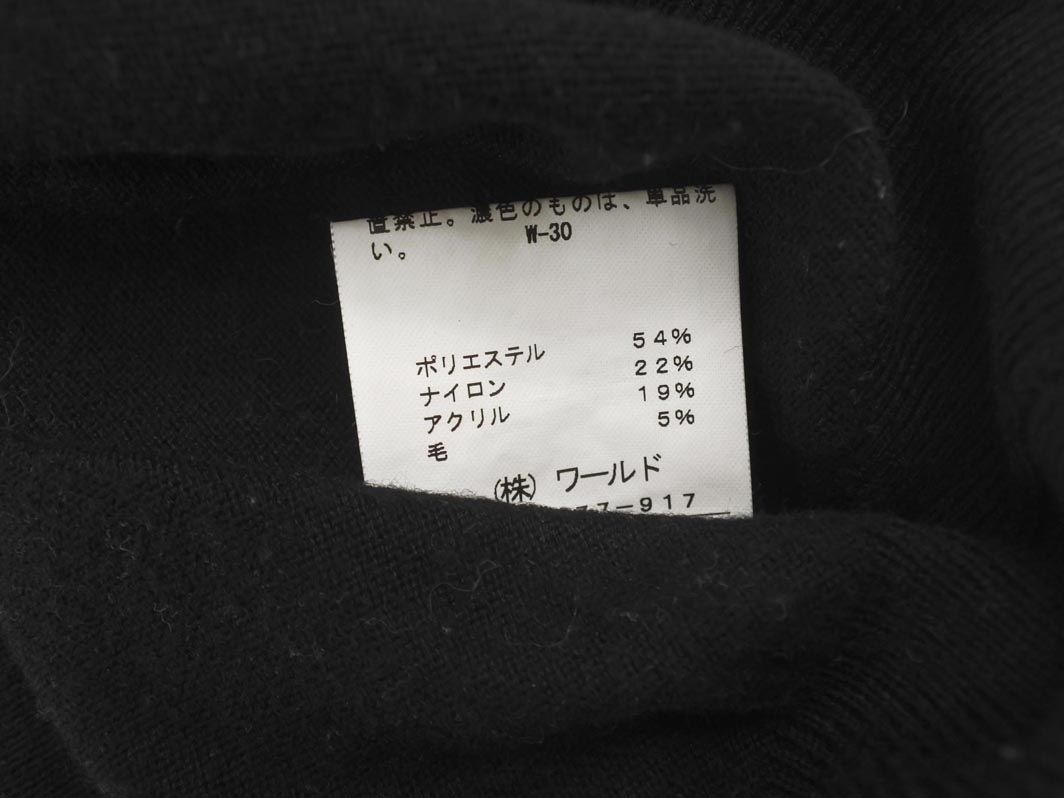 置禁止。濃色のものは、単品洗
い。
W-30
ポリエステル 54%
ナイロン 22%
アクリル 19%
毛 5%
(株) ワールド
77-917